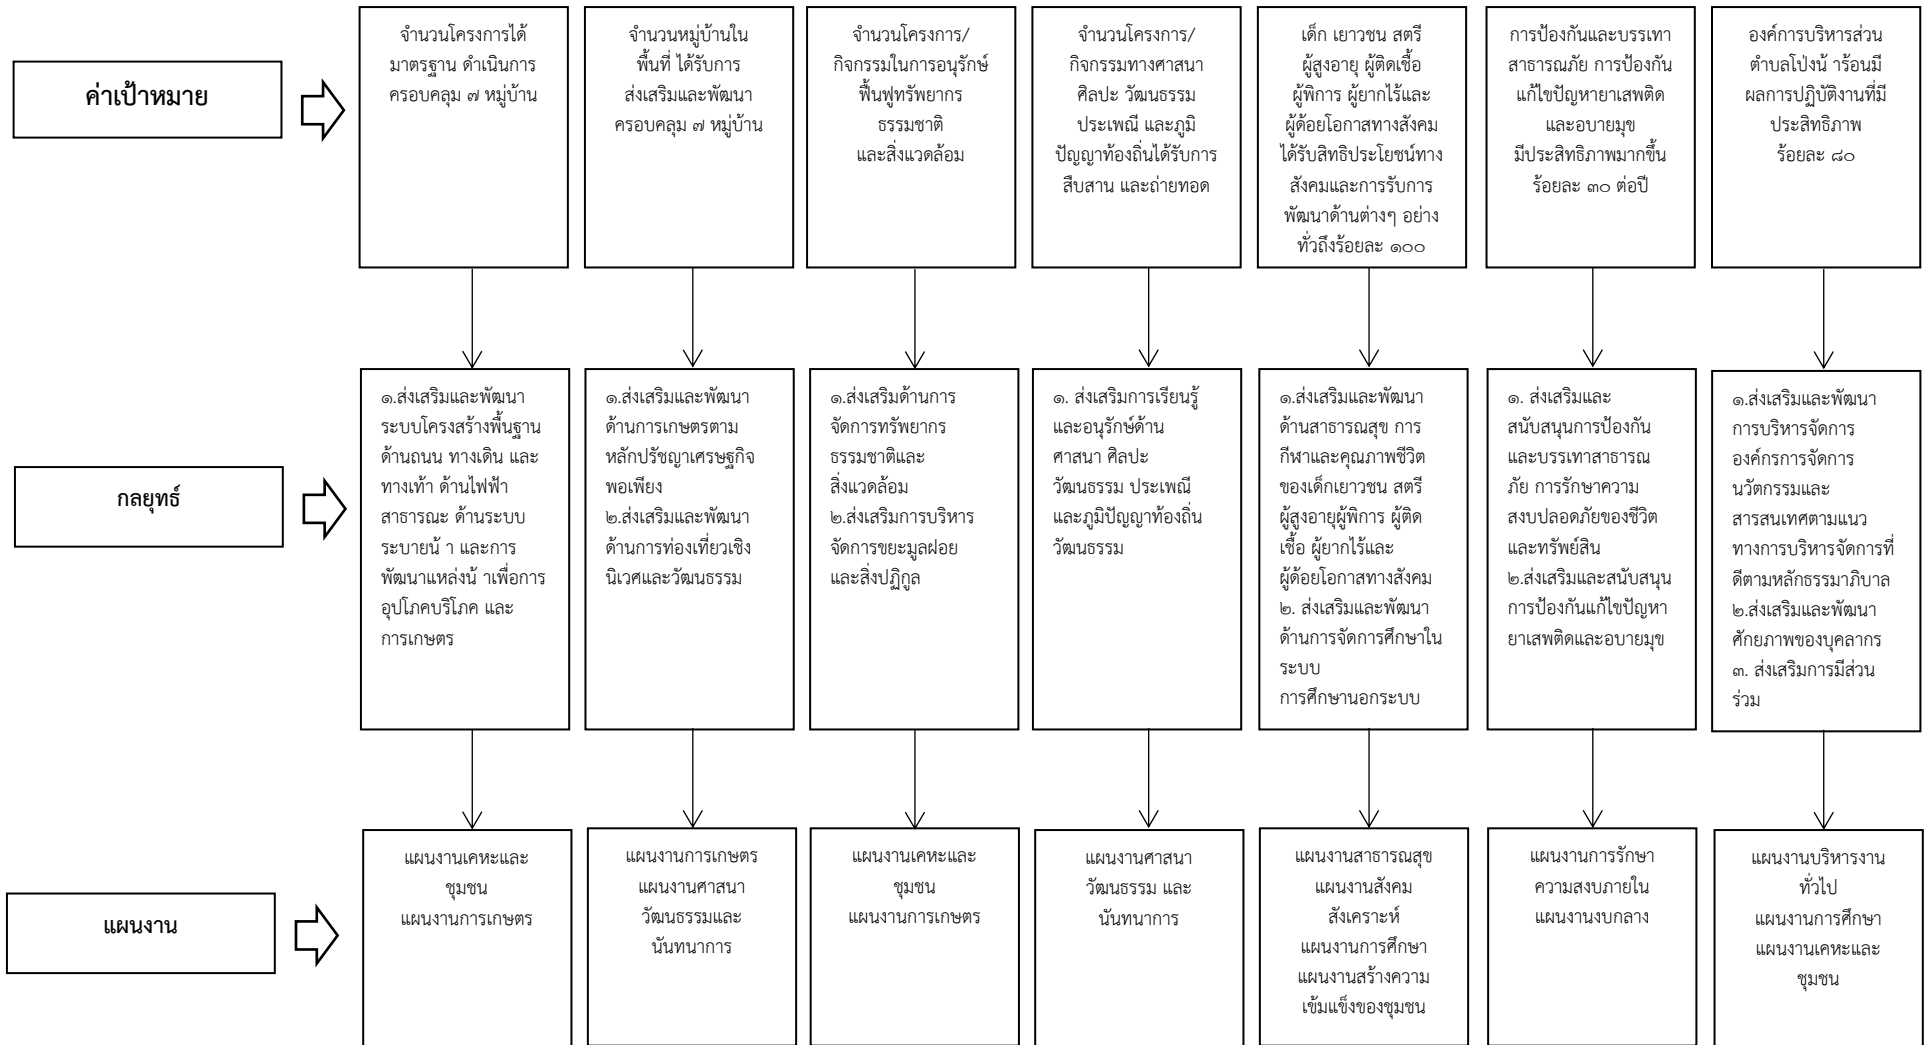 ค่าเป้าหมาย
จำนวนโครงการได้
มาตรฐาน ดำเนินการ
ครอบคลุม ๗ หมู่บ้าน
จำนวนหมู่บ้านใน
พื้นที่ ได้รับการ
ส่งเสริมและพัฒนา
ครอบคลุม ๗ หมู่บ้าน
จำนวนโครงการ/
กิจกรรมในการอนุรักษ์
ฟื้นฟูทรัพยากร
ธรรมชาติ
และสิ่งแวดล้อม
จำนวนโครงการ/
กิจกรรมทางศาสนา
ศิลปะ วัฒนธรรม
ประเพณี และภูมิ
ปัญญาท้องถิ่นได้รับการ
สืบสาน และถ่ายทอด
เด็ก เยาวชน สตรี
ผู้สูงอายุ ผู้ติดเชื้อ
ผู้พิการ ผู้ยากไร้และ
ผู้ด้อยโอกาสทางสังคม
ได้รับสิทธิประโยชน์ทาง
สังคมและการรับการ
พัฒนาด้านต่างๆ อย่าง
ทั่วถึงร้อยละ ๑๐๐
การป้องกันและบรรเทา
สาธารณภัย การป้องกัน
แก้ไขปัญหายาเสพติด
และอบายมุข
มีประสิทธิภาพมากขึ้น
ร้อยละ ๓๐ ต่อปี
องค์การบริหารส่วน
ตำบลโป่งน้ ำร้อนมี
ผลการปฏิบัติงานที่มี
ประสิทธิภาพ
ร้อยละ ๘๐
กลยุทธ์
๑.ส่งเสริมและพัฒนา
ระบบโครงสร้างพื้นฐาน
ด้านถนน ทางเดิน และ
ทางเท้า ด้านไฟฟ้า
สาธารณะ ด้านระบบ
ระบายน้ ำ และการ
พัฒนาแหล่งน้ ำเพื่อการ
อุปโภคบริโภค และ
การเกษตร
๑.ส่งเสริมและพัฒนา
ด้านการเกษตรตาม
หลักปรัชญาเศรษฐกิจ
พอเพียง
๒.ส่งเสริมและพัฒนา
ด้านการท่องเที่ยวเชิง
นิเวศและวัฒนธรรม
๑.ส่งเสริมด้านการ
จัดการทรัพยากร
ธรรมชาติและ
สิ่งแวดล้อม
๒.ส่งเสริมการบริหาร
จัดการขยะมูลฝอย
และสิ่งปฏิกูล
๑. ส่งเสริมการเรียนรู้
และอนุรักษ์ด้าน
ศาสนา ศิลปะ
วัฒนธรรม ประเพณี
และภูมิปัญญาท้องถิ่น
วัฒนธรรม
๑.ส่งเสริมและพัฒนา
ด้านสาธารณสุข การ
กีฬาและคุณภาพชีวิต
ของเด็กเยาวชน สตรี
ผู้สูงอายุผู้พิการ ผู้ติด
เชื้อ ผู้ยากไร้และ
ผู้ด้อยโอกาสทางสังคม
๒. ส่งเสริมและพัฒนา
ด้านการจัดการศึกษาใน
ระบบ
การศึกษานอกระบบ
๑. ส่งเสริมและ
สนับสนุนการป้องกัน
และบรรเทาสาธารณ
ภัย การรักษาความ
สงบปลอดภัยของชีวิต
และทรัพย์สิน
๒.ส่งเสริมและสนับสนุน
การป้องกันแก้ไขปัญหา
ยาเสพติดและอบายมุข
๑.ส่งเสริมและพัฒนา
การบริหารจัดการ
องค์กรการจัดการ
นวัตกรรมและ
สารสนเทศตามแนว
ทางการบริหารจัดการที่
ดีตามหลักธรรมาภิบาล
๒.ส่งเสริมและพัฒนา
ศักยภาพของบุคลากร
๓. ส่งเสริมการมีส่วน
ร่วม
แผนงาน
แผนงานเคหะและ
ชุมชน
แผนงานการเกษตร
แผนงานการเกษตร
แผนงานศาสนา
วัฒนธรรมและ
นันทนาการ
แผนงานเคหะและ
ชุมชน
แผนงานการเกษตร
แผนงานศาสนา
วัฒนธรรม และ
นันทนาการ
แผนงานสาธารณสุข
แผนงานสังคม
สังเคราะห์
แผนงานการศึกษา
แผนงานสร้างความ
เข้มแข็งของชุมชน
แผนงานการรักษา
ความสงบภายใน
แผนงานงบกลาง
แผนงานบริหารงาน
ทั่วไป
แผนงานการศึกษา
แผนงานเคหะและ
ชุมชน